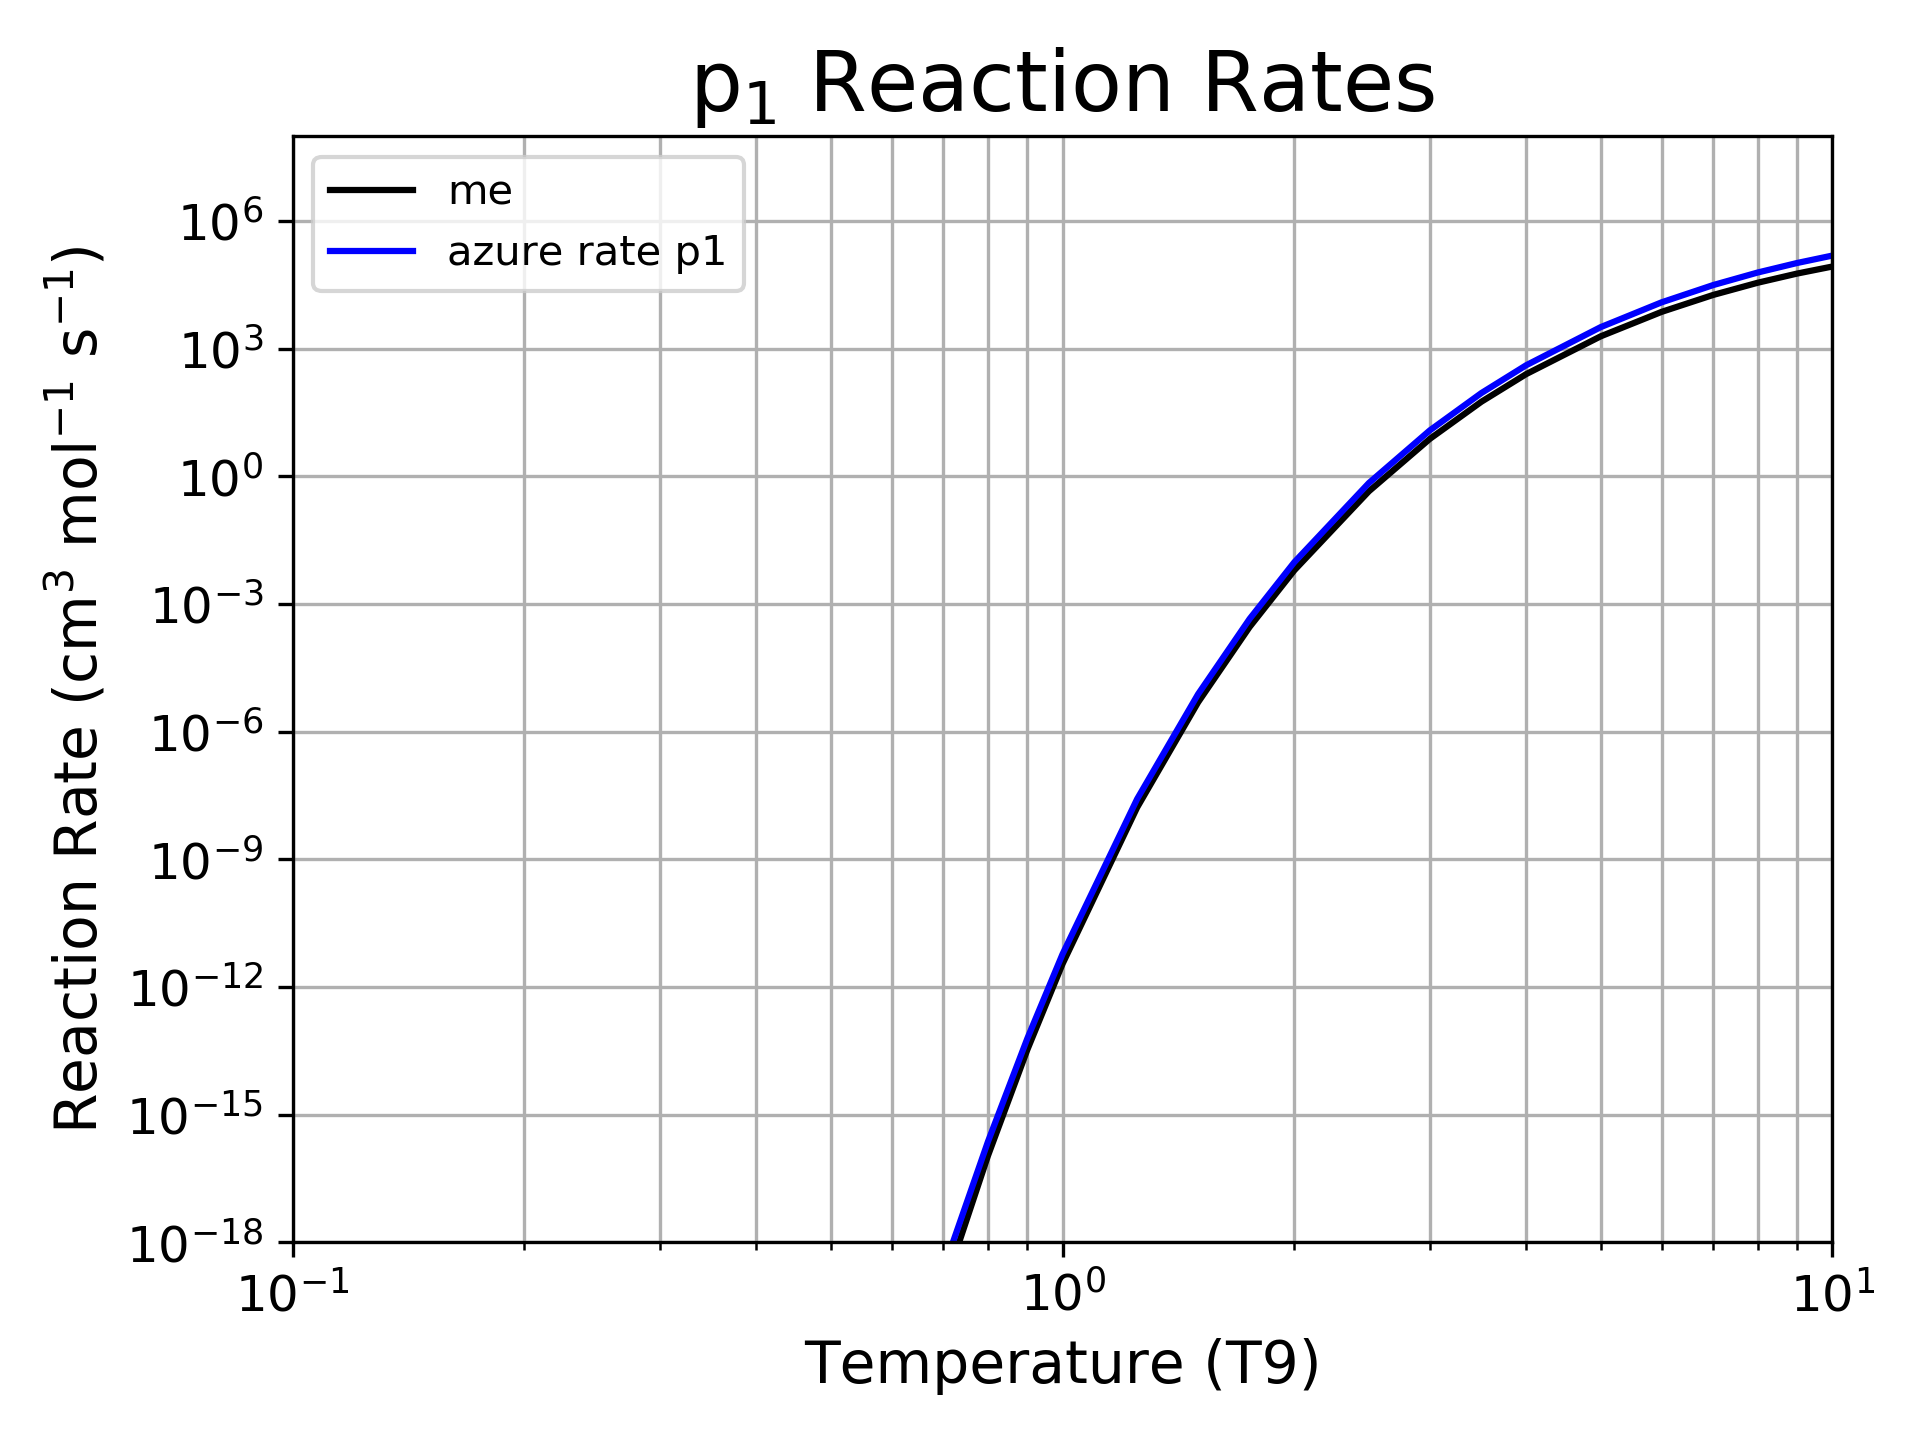 p₁ Reaction Rates
me
azure rate p1
Reaction Rate (cm³ mol⁻¹ s⁻¹)
10⁶
10³
10⁰
10⁻³
10⁻⁶
10⁻⁹
10⁻¹²
10⁻¹⁵
10⁻¹⁸
10⁻¹ 10⁰ 10¹
Temperature (T9)